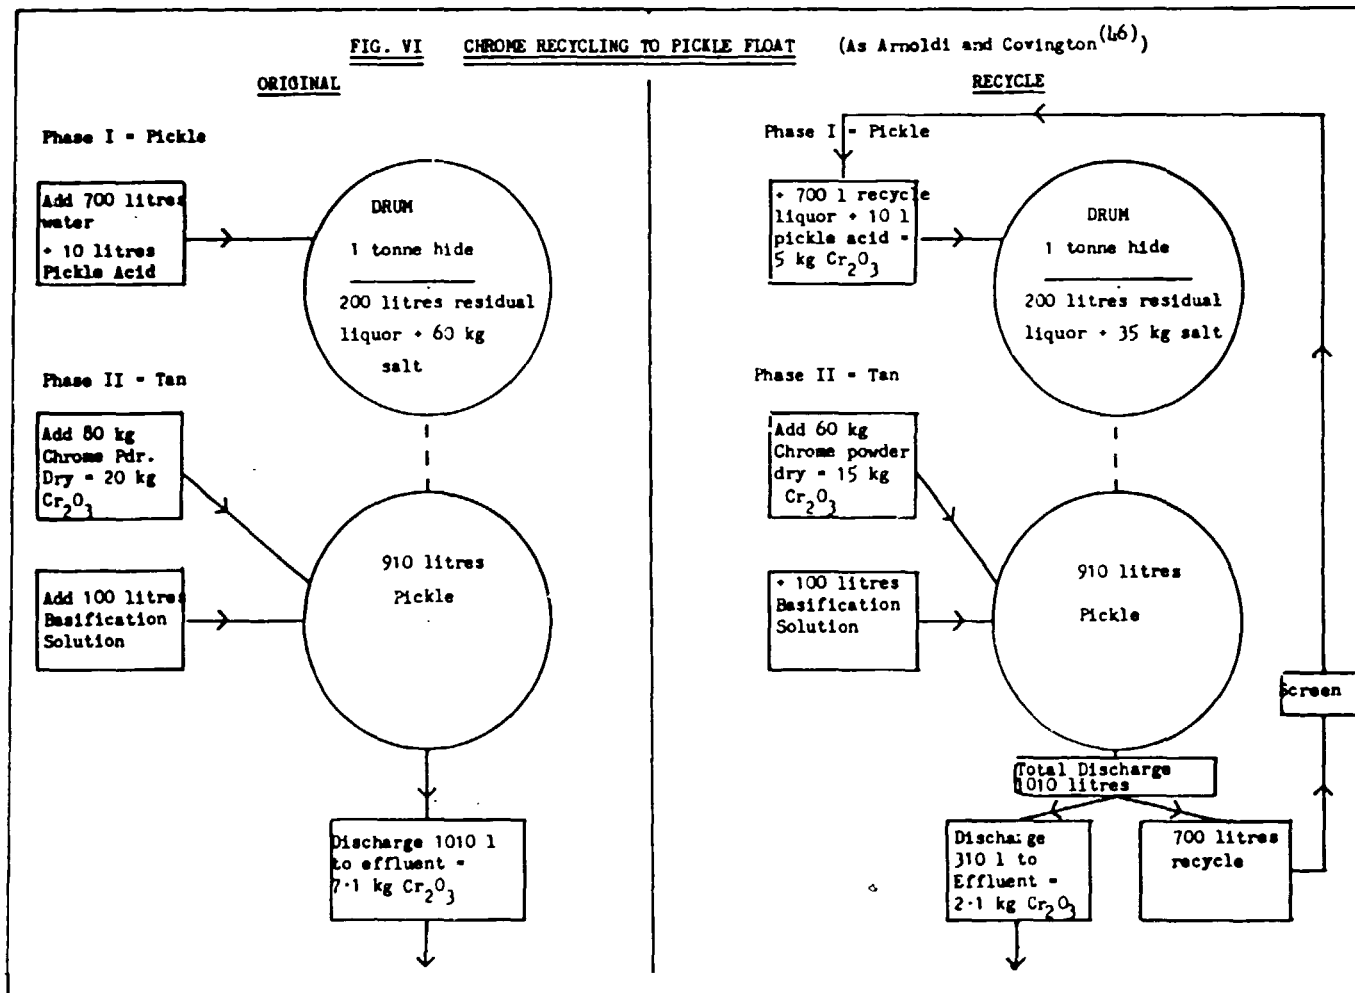 FIG. VI CHROME RECYCLING TO PICKLE FLOAT (As Arnoldi and Covington(46))
ORIGINAL
Phase I = Pickle
Add 700 litres
water
+ 10 litres
Pickle Acid
DRUM
1 tonne hide
200 litres residual
liquor + 60 kg
salt
Phase II = Tan
Add 80 kg
Chrome Pdr.
Dry = 20 kg
Cr2O3
Add 100 litres
Basification
Solution
910 litres
Pickle
Discharge 1010 l
to effluent =
7.1 kg Cr2O3
RECYCLE
Phase I = Pickle
+ 700 l recycle
liquor + 10 l
pickle acid =
5 kg Cr2O3
DRUM
1 tonne hide
200 litres residual
liquor + 35 kg salt
Phase II = Tan
Add 60 kg
Chrome powder
dry = 15 kg
Cr2O3
+ 100 litres
Basification
Solution
910 litres
Pickle
Screen
Total Discharge
1010 litres
Discharge
310 l to
Effluent =
2.1 kg Cr2O3
700 litres
recycle